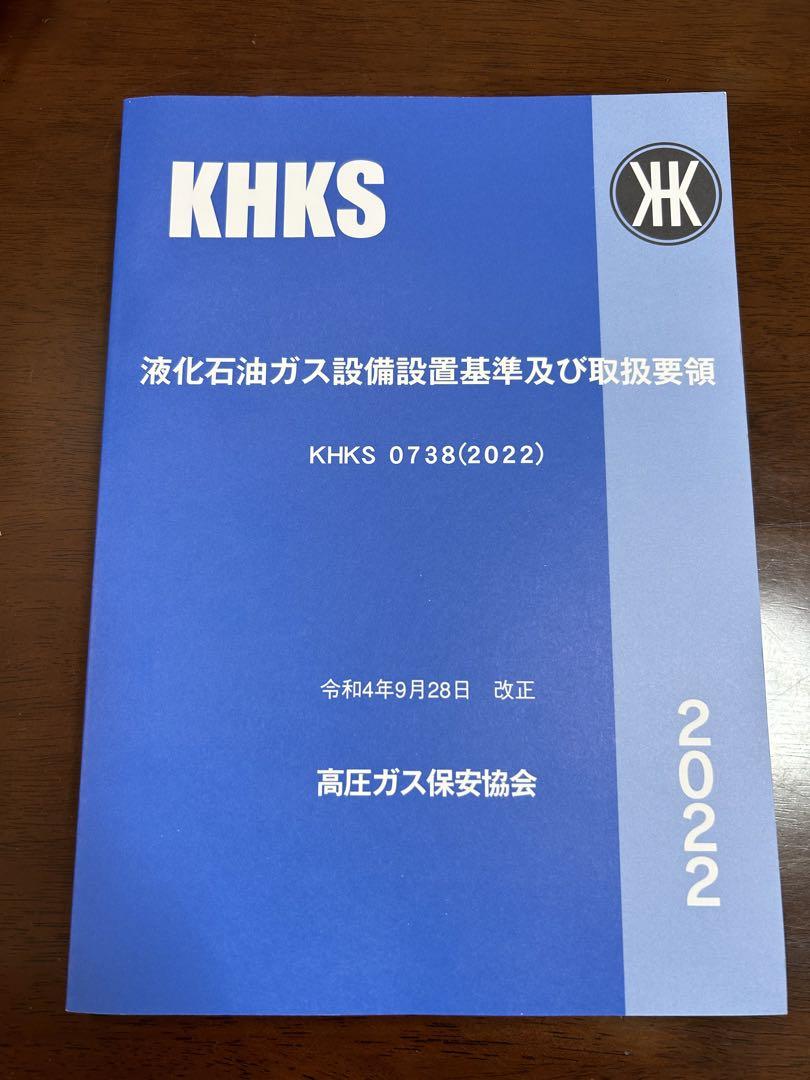 KHKS
KHK
液化石油ガス設備設置基準及び取扱要領
KHKS 0738(2022)
令和4年9月28日　改正
高圧ガス保安協会
2022